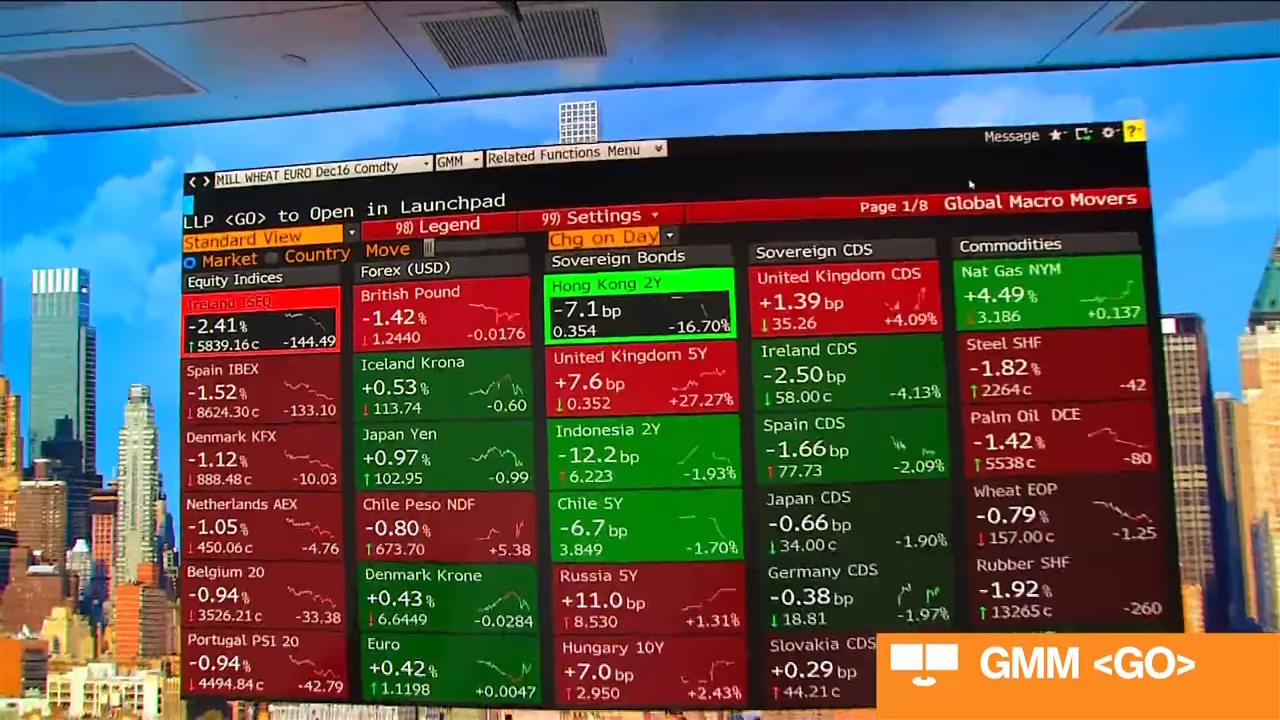 MILL WHEAT EURO Dec16 Comdty GMM Related Functions Menu
Message
LLP <GO> to Open in Launchpad
98) Legend 99) Settings Page 1/8 Global Macro Movers
Standard View
Market Country Move Chg on Day
Equity Indices
Ireland ISEQ
-2.41%
↑5839.16c -144.49
Spain IBEX
-1.52%
↓8624.30c -133.10
Denmark KFX
-1.12%
↓888.48c -10.03
Netherlands AEX
-1.05%
↓450.06c -4.76
Belgium 20
-0.94%
↓3526.21c -33.38
Portugal PSI 20
-0.94%
↓4494.84c -42.79
Forex (USD)
British Pound
-1.42%
↓1.2440 -0.0176
Iceland Krona
+0.53%
↓113.74 -0.60
Japan Yen
+0.97%
↑102.95 -0.99
Chile Peso NDF
-0.80%
↑673.70 +5.38
Denmark Krone
+0.43%
↓6.6449 -0.0284
Euro
+0.42%
↑1.1198 +0.0047
Sovereign Bonds
Hong Kong 2Y
-7.1bp
0.354 -16.70%
United Kingdom 5Y
+7.6bp
↓0.352 +27.27%
Indonesia 2Y
-12.2bp
↑6.223 -1.93%
Chile 5Y
-6.7bp
3.849 -1.70%
Russia 5Y
+11.0bp
↑8.530 +1.31%
Hungary 10Y
+7.0bp
↑2.950 +2.43%
Sovereign CDS
United Kingdom CDS
+1.39bp
↓35.26 +4.09%
Ireland CDS
-2.50bp
↓58.00c -4.13%
Spain CDS
-1.66bp
↑77.73 -2.09%
Japan CDS
-0.66bp
↓34.00c -1.90%
Germany CDS
-0.38bp
↓18.81 -1.97%
Slovakia CDS
+0.29bp
↑44.21c
Commodities
Nat Gas NYM
+4.49%
↓3.186 +0.137
Steel SHF
-1.82%
↑2264c -42
Palm Oil DCE
-1.42%
↑5538c -80
Wheat EOP
-0.79%
↓157.00c -1.25
Rubber SHF
-1.92%
↑13265c -260
GMM <GO>